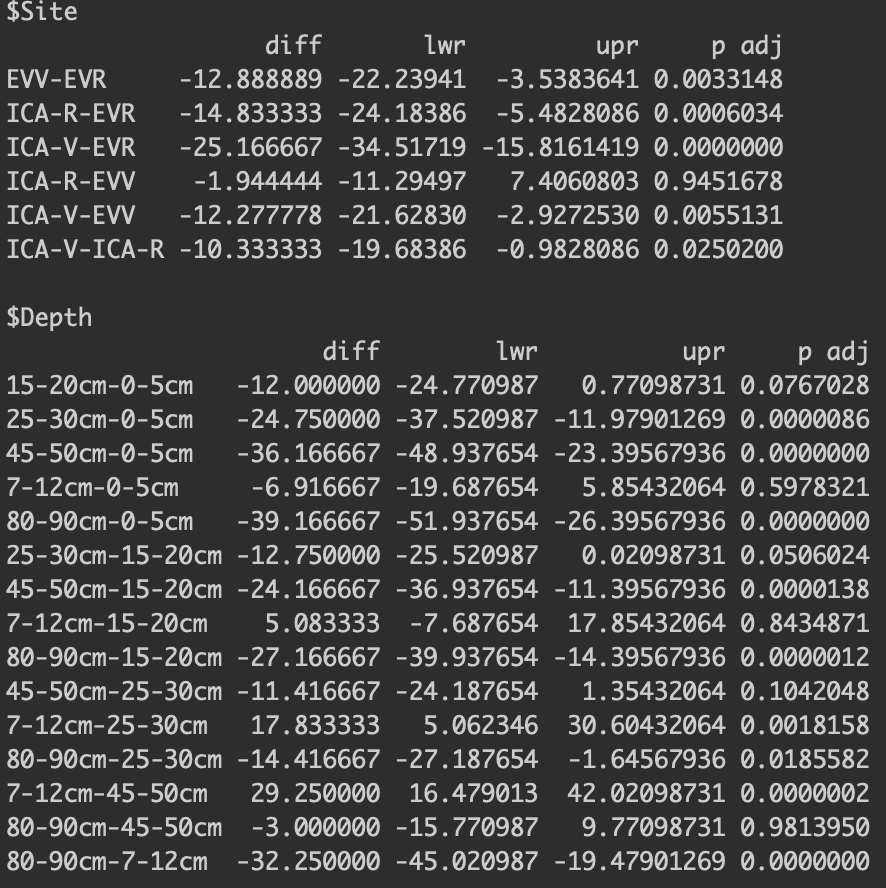 $Site
diff lwr upr p adj
EVV-EVR -12.888889 -22.23941 -3.5383641 0.0033148
ICA-R-EVR -14.833333 -24.18386 -5.4828086 0.0006034
ICA-V-EVR -25.166667 -34.51719 -15.8161419 0.0000000
ICA-R-EVV -1.944444 -11.29497 7.4060803 0.9451678
ICA-V-EVV -12.277778 -21.62830 -2.9272530 0.0055131
ICA-V-ICA-R -10.333333 -19.68386 -0.9828086 0.0250200
$Depth
diff lwr upr p adj
15-20cm-0-5cm -12.000000 -24.770987 0.77098731 0.0767028
25-30cm-0-5cm -24.750000 -37.520987 -11.97901269 0.0000086
45-50cm-0-5cm -36.166667 -48.937654 -23.39567936 0.0000000
7-12cm-0-5cm -6.916667 -19.687654 5.85432064 0.5978321
80-90cm-0-5cm -39.166667 -51.937654 -26.39567936 0.0000000
25-30cm-15-20cm -12.750000 -25.520987 0.02098731 0.0506024
45-50cm-15-20cm -24.166667 -36.937654 -11.39567936 0.0000138
7-12cm-15-20cm 5.083333 -7.687654 17.85432064 0.8434871
80-90cm-15-20cm -27.166667 -39.937654 -14.39567936 0.0000012
45-50cm-25-30cm -11.416667 -24.187654 1.35432064 0.1042048
7-12cm-25-30cm 17.833333 5.062346 30.60432064 0.0018158
80-90cm-25-30cm -14.416667 -27.187654 -1.64567936 0.0185582
7-12cm-45-50cm 29.250000 16.479013 42.02098731 0.0000002
80-90cm-45-50cm -3.000000 -15.770987 9.77098731 0.9813950
80-90cm-7-12cm -32.250000 -45.020987 -19.47901269 0.0000000